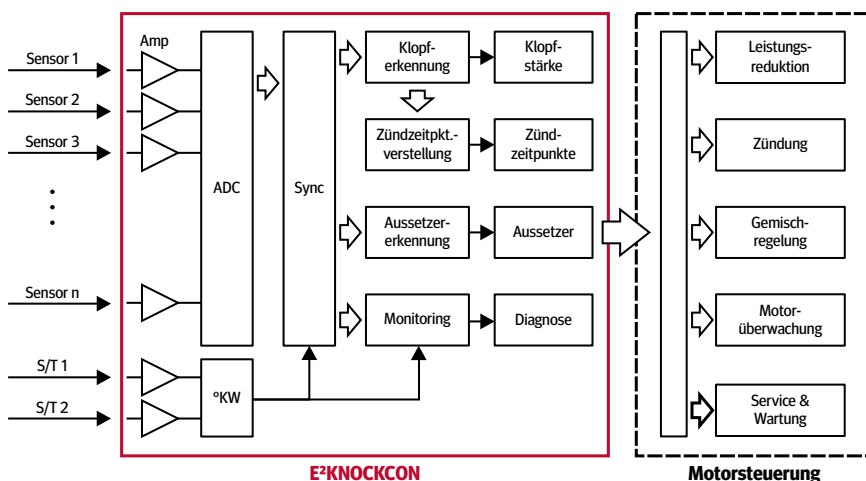 Amp
Sensor 1
Sensor 2
Sensor 3
Sensor n
S/T 1
S/T 2
ADC
°KW
Sync
Klopf-
erkennung
Klopf-
stärke
Zündzeitpkt.-
verstellung
Zünd-
zeitpunkte
Aussetzer-
erkennung
Aussetzer
Monitoring
Diagnose
E²KNOCKCON
Leistungs-
reduktion
Zündung
Gemisch-
regelung
Motor-
überwachung
Service &
Wartung
Motorsteuerung